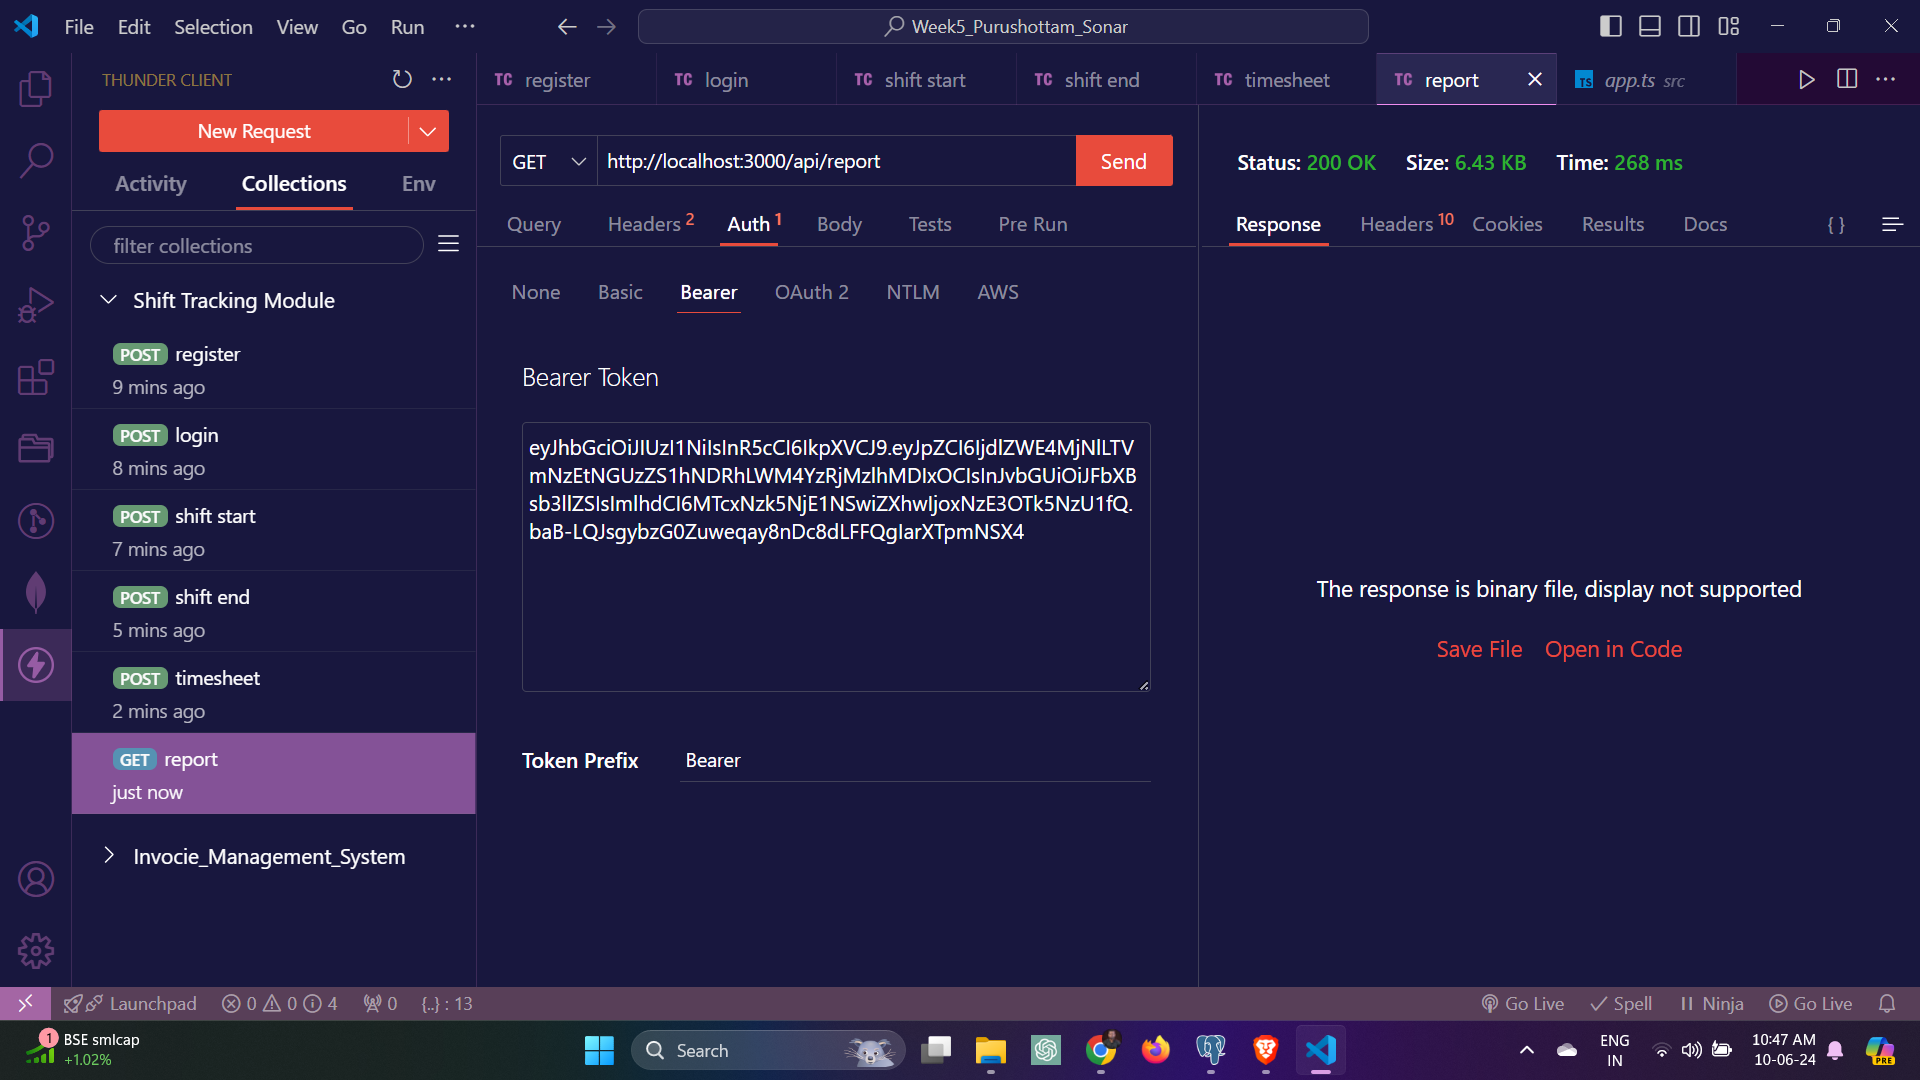 File Edit Selection View Go Run ···
Week5_Purushottam_Sonar
THUNDER CLIENT
New Request
Activity Collections Env
filter collections
Shift Tracking Module
POST register
9 mins ago
POST login
8 mins ago
POST shift start
7 mins ago
POST shift end
5 mins ago
POST timesheet
2 mins ago
GET report
just now
Invocie_Management_System
TC register TC login TC shift start TC shift end TC timesheet TC report TS app.ts src
GET http://localhost:3000/api/report Send
Query Headers 2 Auth 1 Body Tests Pre Run
None Basic Bearer OAuth 2 NTLM AWS
Bearer Token
eyJhbGciOiJIUzI1NiIsInR5cCI6IkpXVCJ9.eyJpZCI6IjdlZWE4MjNlLTV
mNzEtNGUzZS1hNDRhLWM4YzRjMzlhMDIxOCIsInJvbGUiOiJFbXB
sb3llZSIsImlhdCI6MTcxNzk5NjE1NSwiZXhwIjoxNzE3OTk5NzU1fQ.
baB-LQJsgybzG0Zuweqay8nDc8dLFFQgIarXTpmNSX4
Token Prefix Bearer
Status: 200 OK Size: 6.43 KB Time: 268 ms
Response Headers 10 Cookies Results Docs { }
The response is binary file, display not supported
Save File Open in Code
Launchpad 0 0 4 0 {..} : 13 Go Live Spell Ninja Go Live
1 BSE smlcap
+1.02%
Search
ENG
IN
10:47 AM
10-06-24
PRE